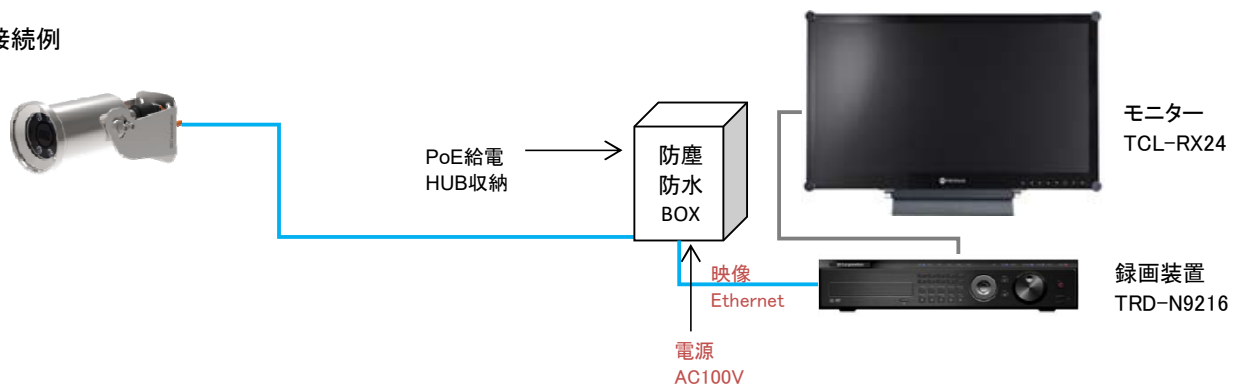 接続例
モニター
TCL-RX24
PoE給電
HUB収納
防塵
防水
BOX
映像
Ethernet
録画装置
TRD-N9216
電源
AC100V